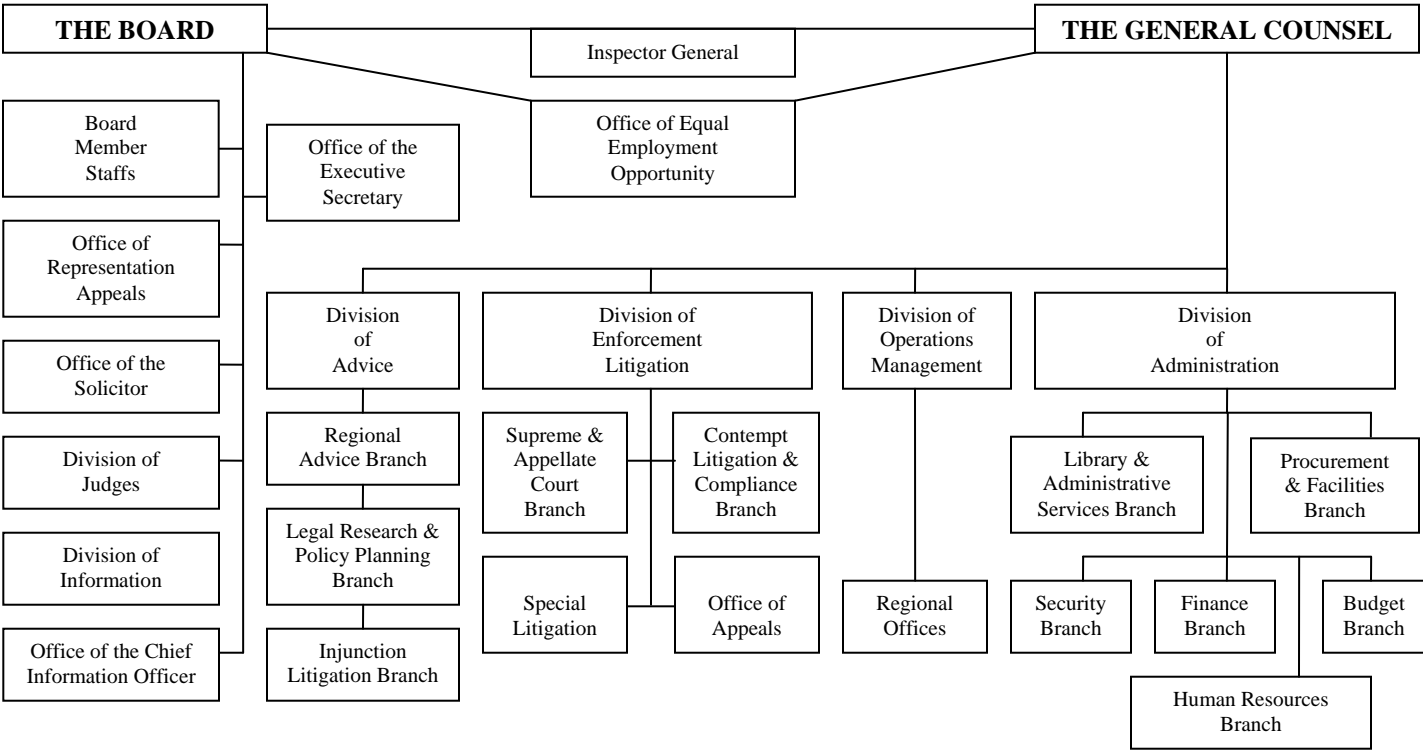 THE BOARD
THE GENERAL COUNSEL
Inspector General
Board
Member
Staffs
Office of the
Executive
Secretary
Office of Equal
Employment
Opportunity
Office of
Representation
Appeals
Office of the
Solicitor
Division of
Judges
Division of
Information
Office of the Chief
Information Officer
Division
of
Advice
Regional
Advice Branch
Legal Research &
Policy Planning
Branch
Injunction
Litigation Branch
Division of
Enforcement
Litigation
Supreme &
Appellate
Court
Branch
Contempt
Litigation &
Compliance
Branch
Special
Litigation
Office of
Appeals
Division of
Operations
Management
Regional
Offices
Division
of
Administration
Library &
Administrative
Services Branch
Procurement
& Facilities
Branch
Security
Branch
Finance
Branch
Budget
Branch
Human Resources
Branch